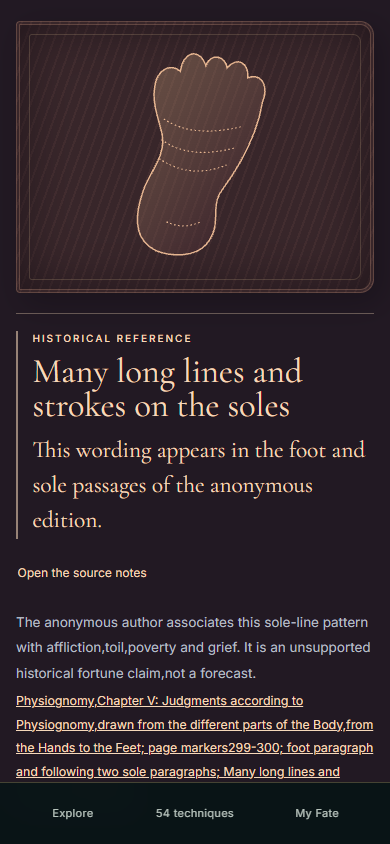 HISTORICAL REFERENCE
Many long lines and
strokes on the soles
This wording appears in the foot and
sole passages of the anonymous
edition.
Open the source notes
The anonymous author associates this sole-line pattern
with affliction,toil,poverty and grief. It is an unsupported
historical fortune claim,not a forecast.
Physiognomy,Chapter V: Judgments according to
Physiognomy,drawn from the different parts of the Body,from
the Hands to the Feet; page markers299-300; foot paragraph
and following two sole paragraphs; Many long lines and
Explore
54 techniques
My Fate